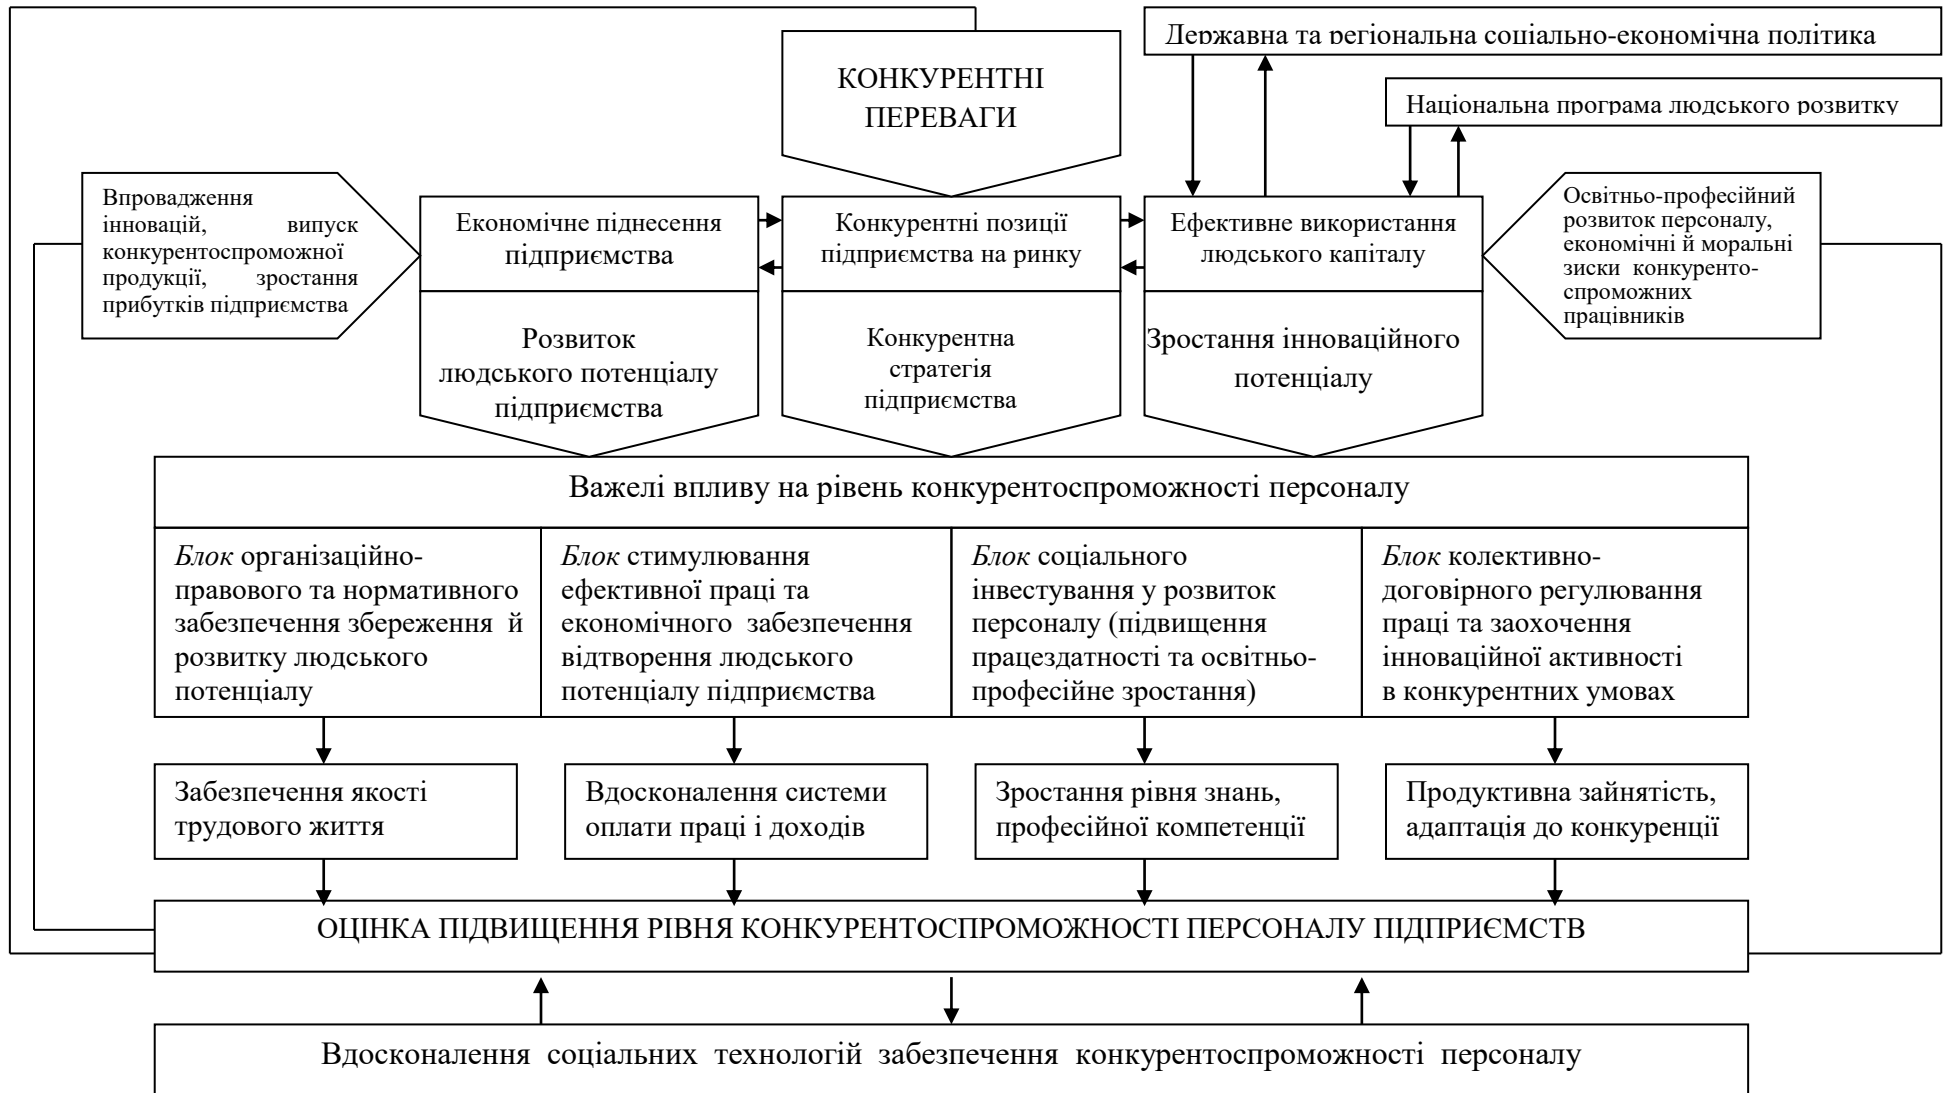 Державна та регіональна соціально-економічна політика
КОНКУРЕНТНІ
ПЕРЕВАГИ
Національна програма людського розвитку
Впровадження
інновацій, випуск
конкурентоспроможної
продукції, зростання
прибутків підприємства
Економічне піднесення
підприємства
Конкурентні позиції
підприємства на ринку
Ефективне використання
людського капіталу
Освітньо-професійний
розвиток персоналу,
економічні й моральні
зиски конкуренто-
спроможних
працівників
Розвиток
людського потенціалу
підприємства
Конкурентна
стратегія
підприємства
Зростання інноваційного
потенціалу
Важелі впливу на рівень конкурентоспроможності персоналу
Блок організаційно-
правового та нормативного
забезпечення збереження й
розвитку людського
потенціалу
Блок стимулювання
ефективної праці та
економічного забезпечення
відтворення людського
потенціалу підприємства
Блок соціального
інвестування у розвиток
персоналу (підвищення
працездатності та освітньо-
професійне зростання)
Блок колективно-
договірного регулювання
праці та заохочення
інноваційної активності
в конкурентних умовах
Забезпечення якості
трудового життя
Вдосконалення системи
оплати праці і доходів
Зростання рівня знань,
професійної компетенції
Продуктивна зайнятість,
адаптація до конкуренції
ОЦІНКА ПІДВИЩЕННЯ РІВНЯ КОНКУРЕНТОСПРОМОЖНОСТІ ПЕРСОНАЛУ ПІДПРИЄМСТВ
Вдосконалення соціальних технологій забезпечення конкурентоспроможності персоналу